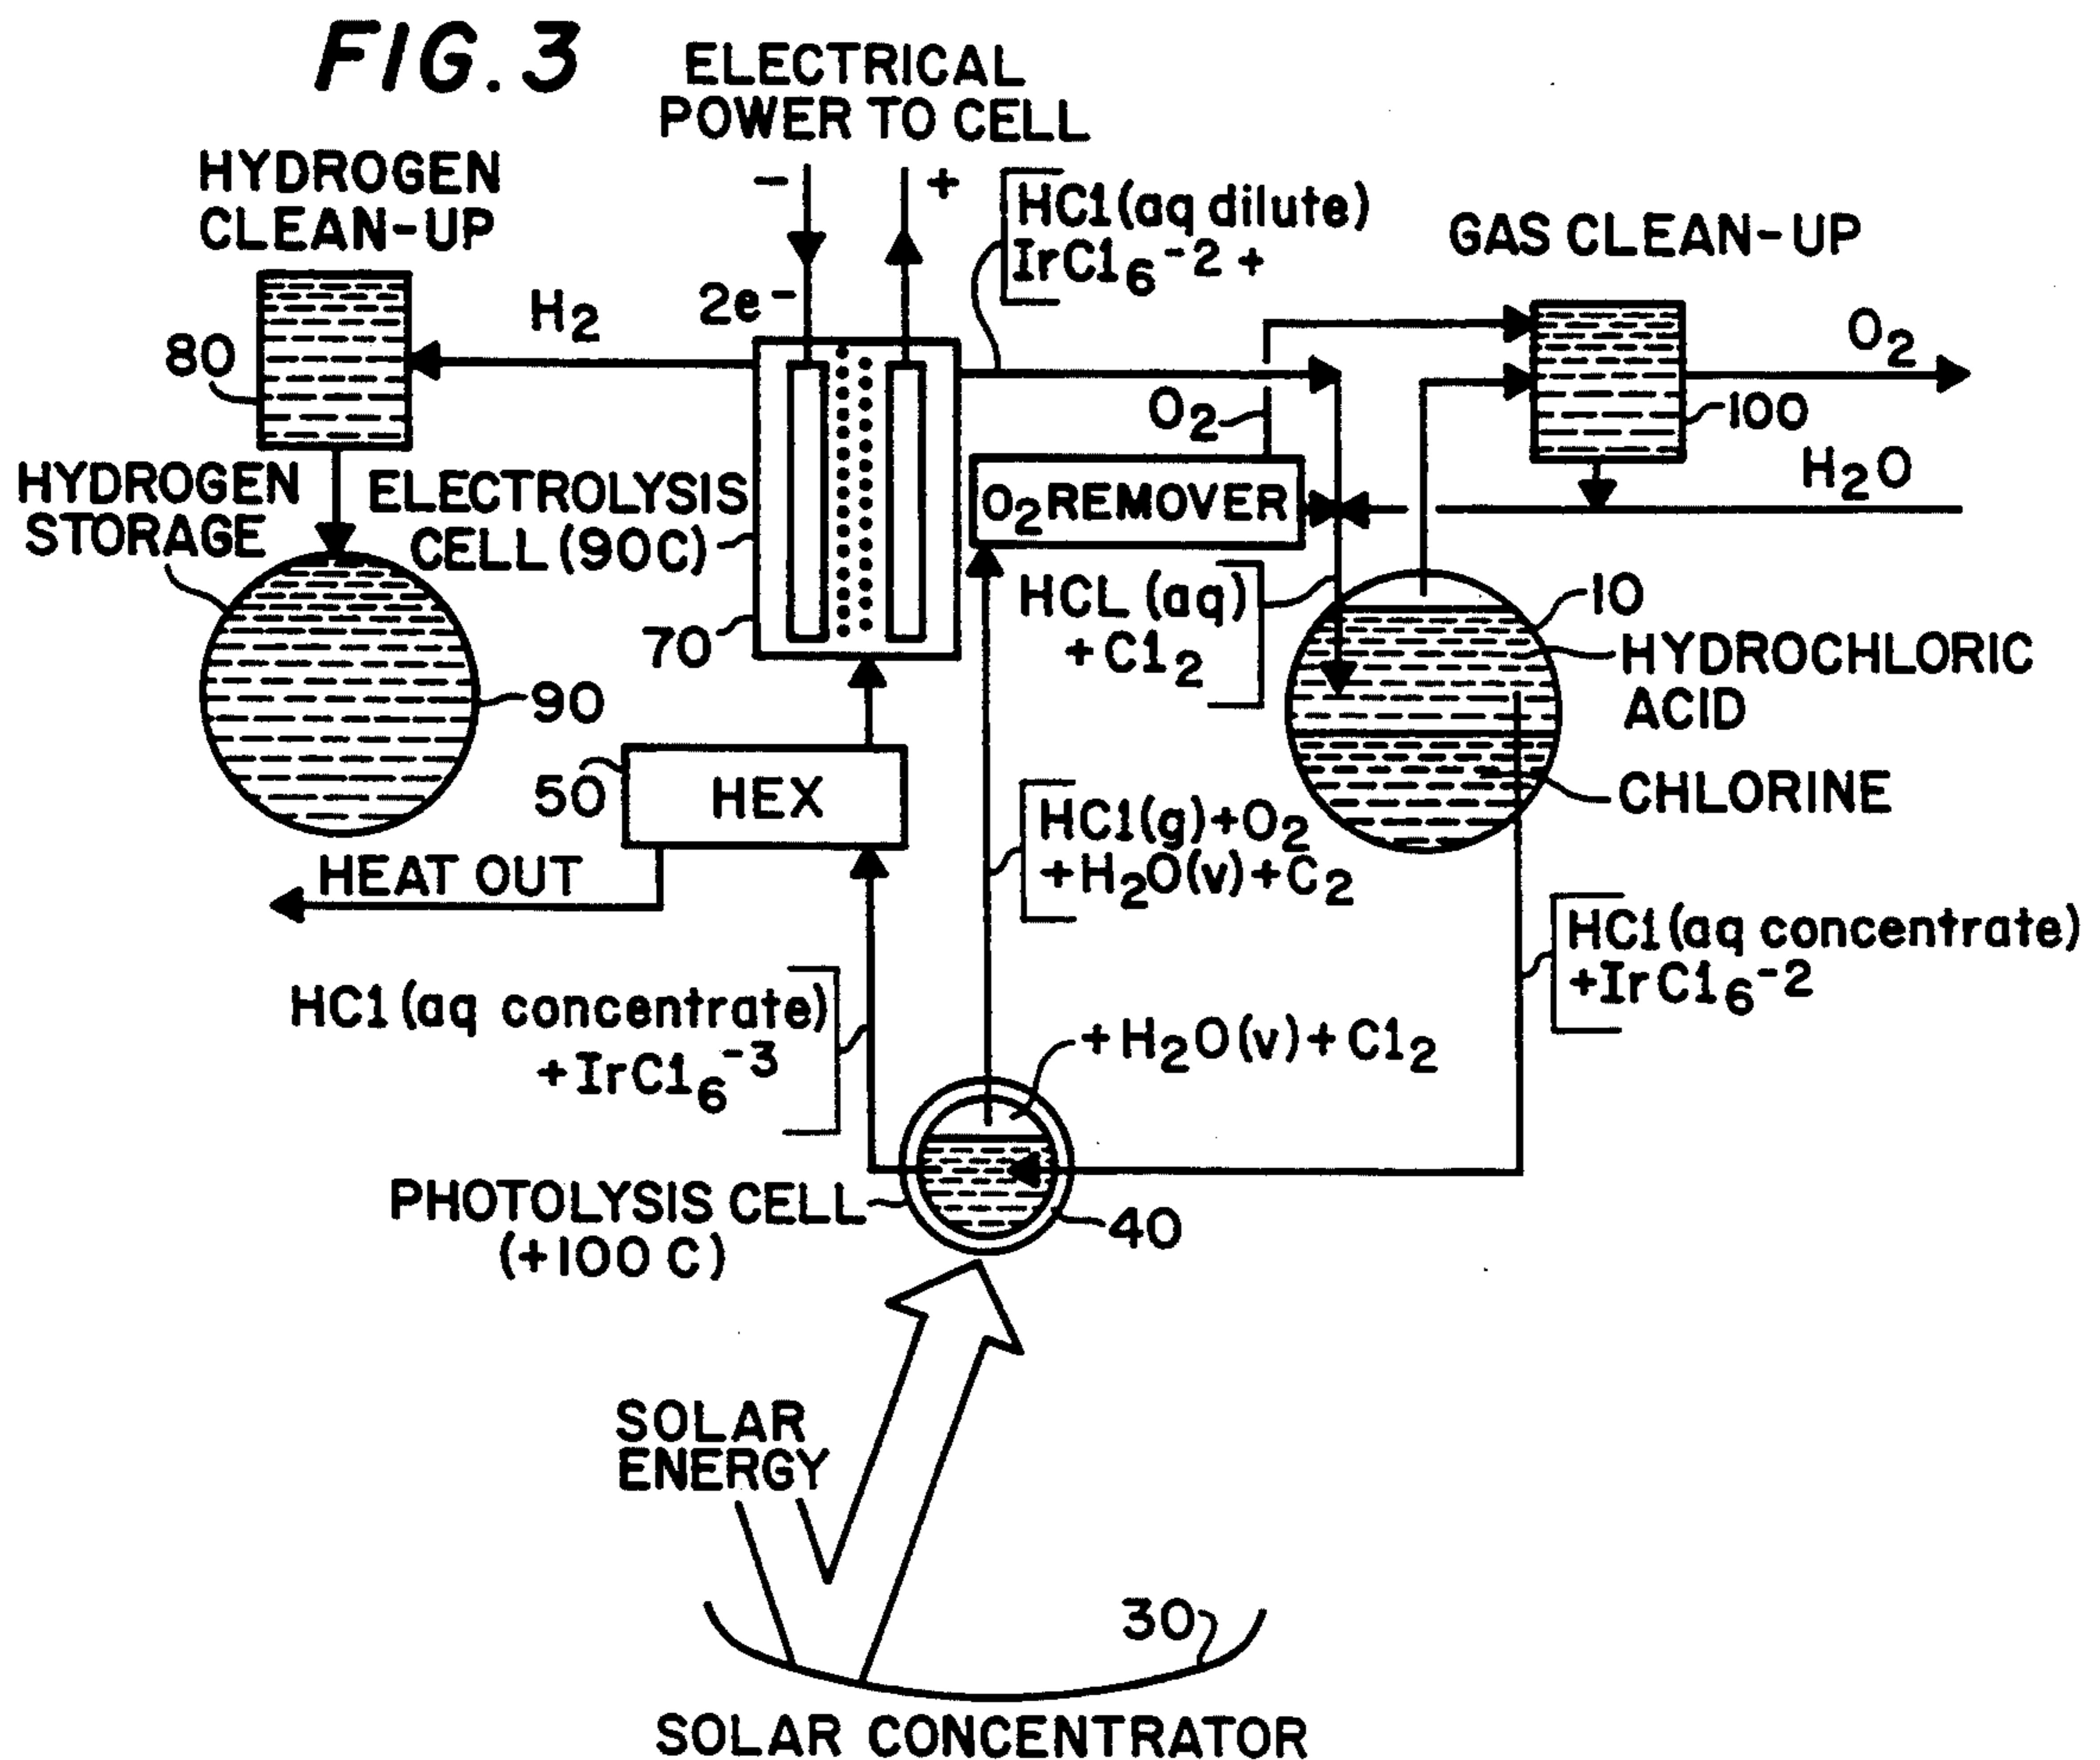 FIG. 3
ELECTRICAL
POWER TO CELL
HYDROGEN
CLEAN-UP
- +
HCl(aq dilute)
IrCl6-2 +
GAS CLEAN-UP
2e-
H2
80
O2
O2
100
H2O
HYDROGEN
STORAGE
ELECTROLYSIS
CELL (90C)
O2 REMOVER
70
HCL (aq)
+Cl2
10
HYDROCHLORIC
ACID
90
50
HEX
CHLORINE
HCl(g)+O2
+H2O(v)+C2
HEAT OUT
HCl(aq concentrate)
+IrCl6-2
HCl(aq concentrate)
+IrCl6-3
+H2O(v)+Cl2
PHOTOLYSIS CELL
(+100 C)
40
SOLAR
ENERGY
30
SOLAR CONCENTRATOR